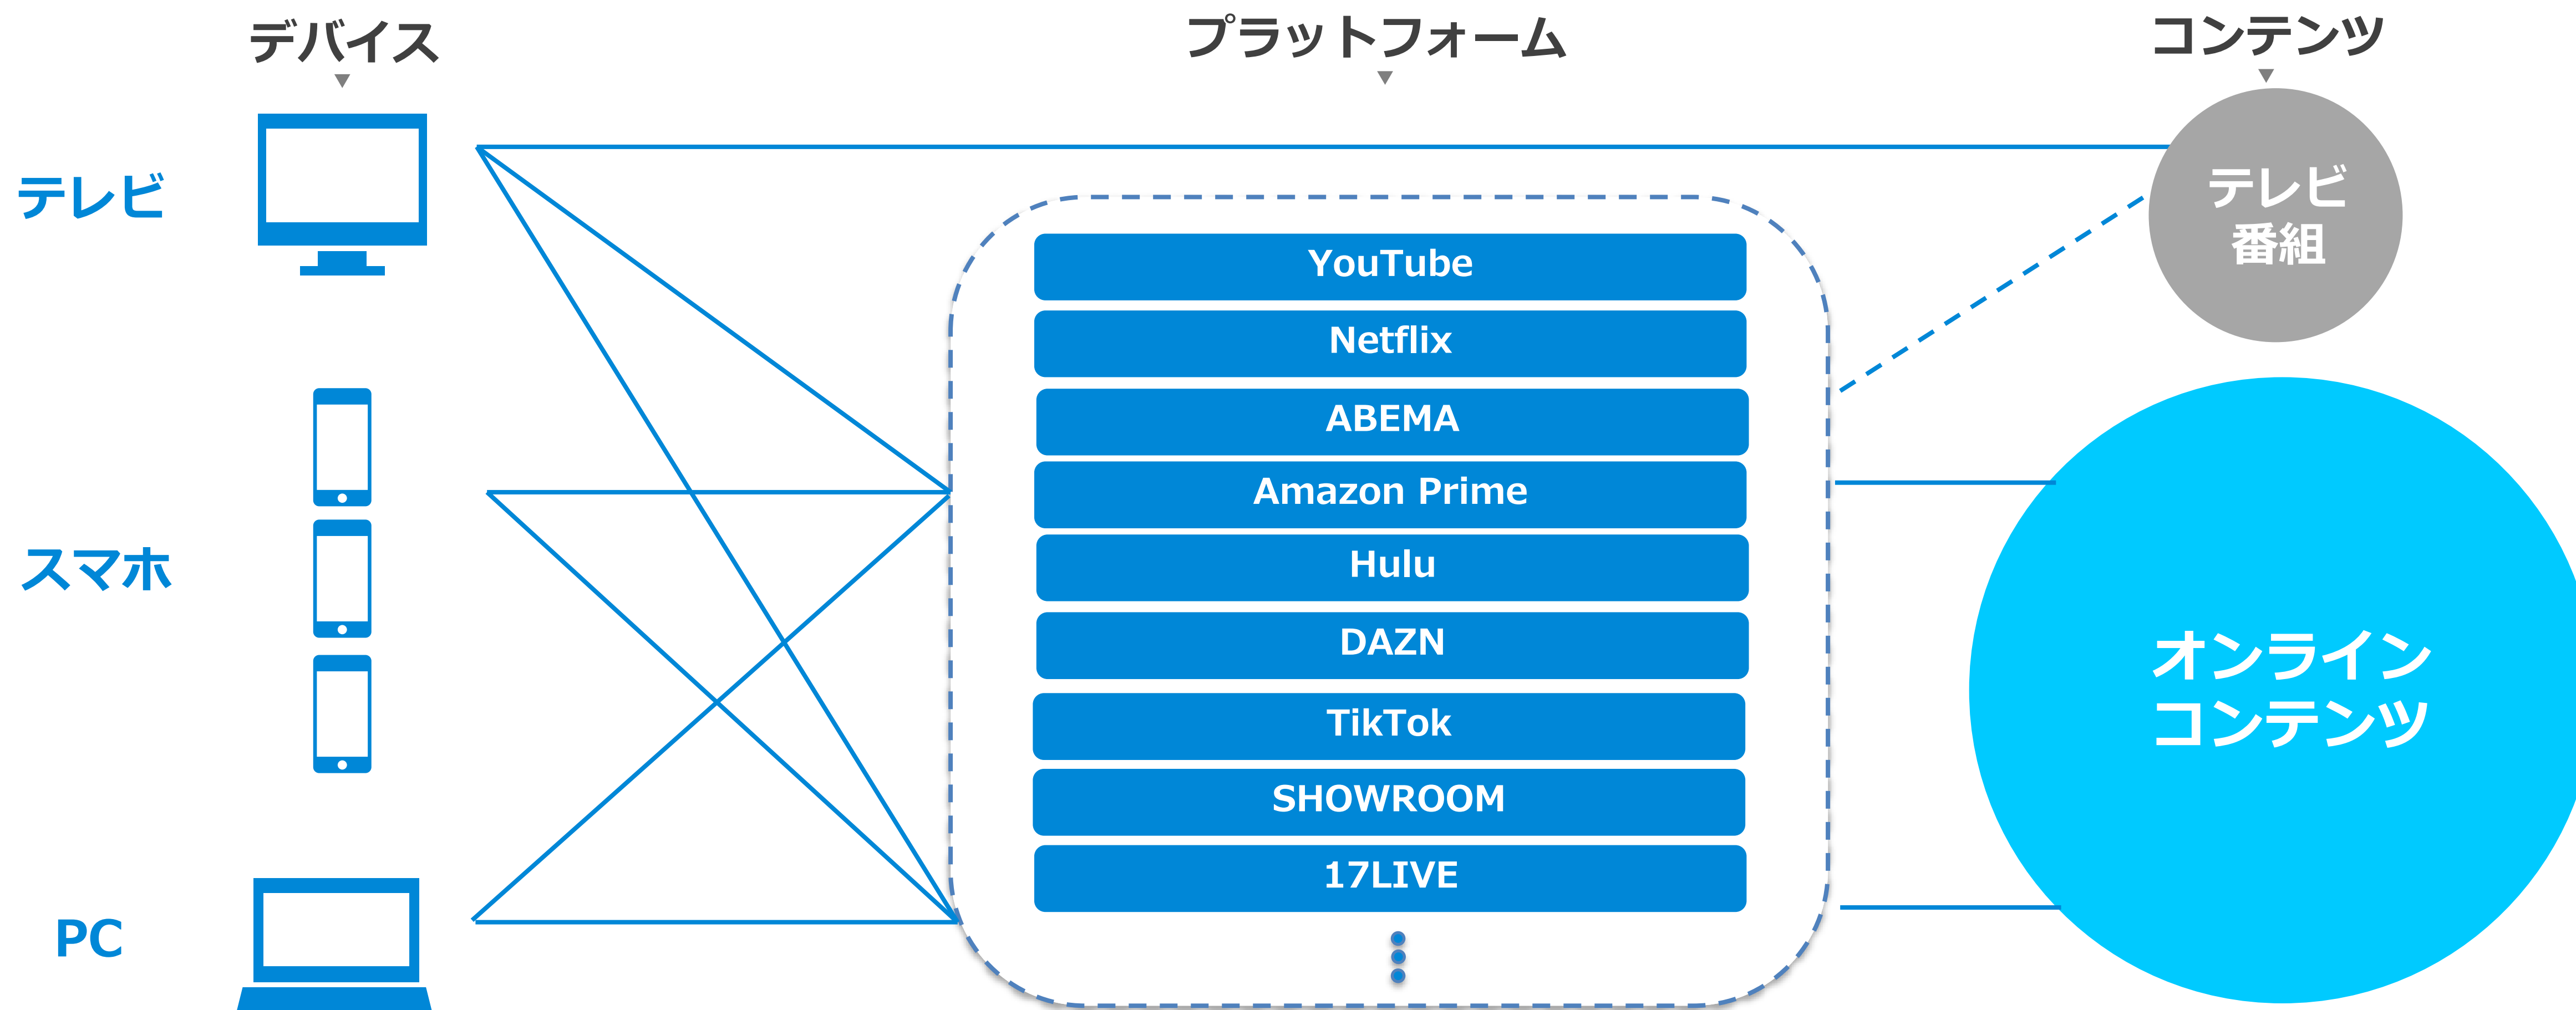 デバイス
プラットフォーム
コンテンツ
テレビ
スマホ
PC
YouTube
Netflix
ABEMA
Amazon Prime
Hulu
DAZN
TikTok
SHOWROOM
17LIVE
テレビ
番組
オンライン
コンテンツ